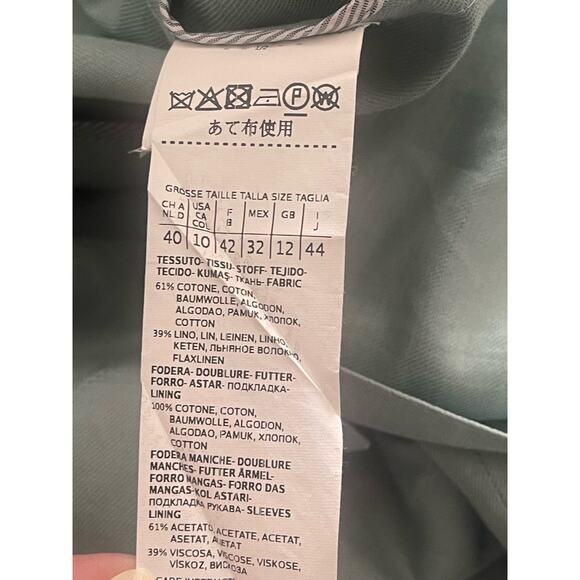 P W
あて布使用
GROSSE TAILLE TALLA SIZE TAGLIA
CH A NL D USA CA COL F B MEX GB I J
40 10 42 32 12 44
TESSUTO-TISSU-STOFF-TEJIDO-
TECIDO-KUMAŞ-ТКАНЬ-FABRIC
61% COTONE, COTON,
BAUMWOLLE, ALGODON,
ALGODAO, PAMUK, ХЛОПОК,
COTTON
39% LINO, LIN, LEINEN, LINHO,
KETEN, ЛЬНЯНОЕ ВОЛОКНО,
FLAXLINEN
FODERA-DOUBLURE-FUTTER-
FORRO-ASTAR-ПОДКЛАДКА-
LINING
100% COTONE, COTON,
BAUMWOLLE, ALGODON,
ALGODAO, PAMUK, ХЛОПОК,
COTTON
FODERA MANICHE-DOUBLURE
MANCHES-FUTTER ÄRMEL-
FORRO MANGAS-FORRO DAS
MANGAS-KOL ASTARI-
ПОДКЛАДКА РУКАВА-SLEEVES
LINING
61% ACETATO, ACETATE, ACETAT,
ASETAT, АЦЕТАТ
39% VISCOSA, VISCOSE, VISKOSE,
VİSKOZ, ВИСКОЗА